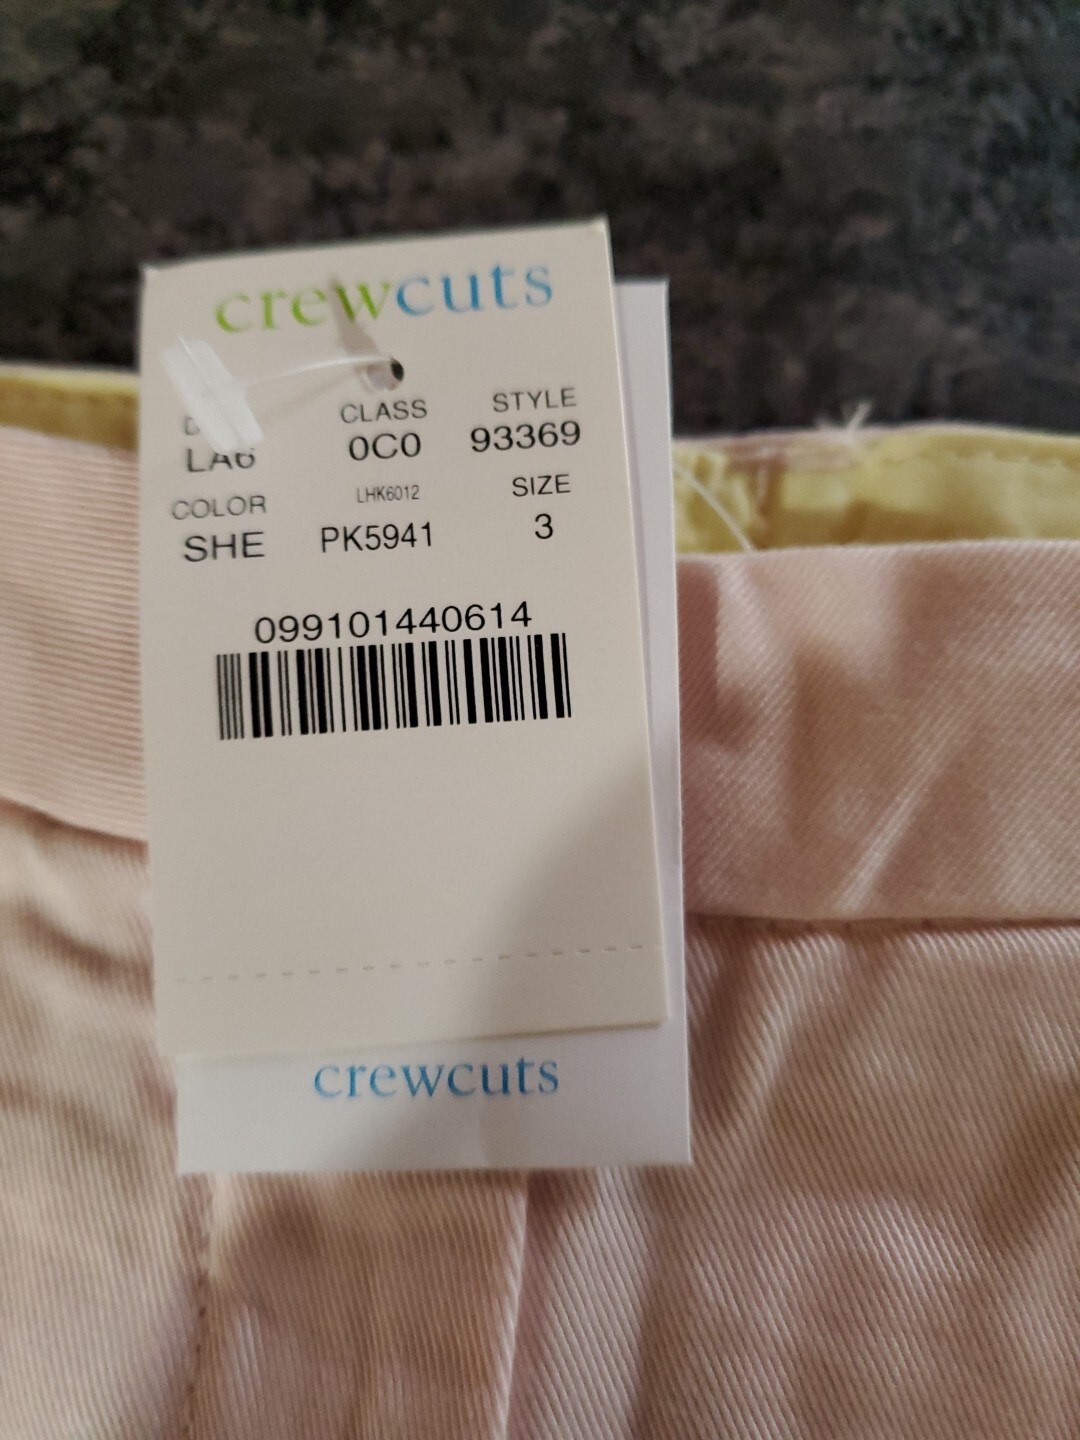 crewcuts
CLASS STYLE
LA6 0C0 93369
COLOR LHK6012 SIZE
SHE PK5941 3
099101440614
crewcuts